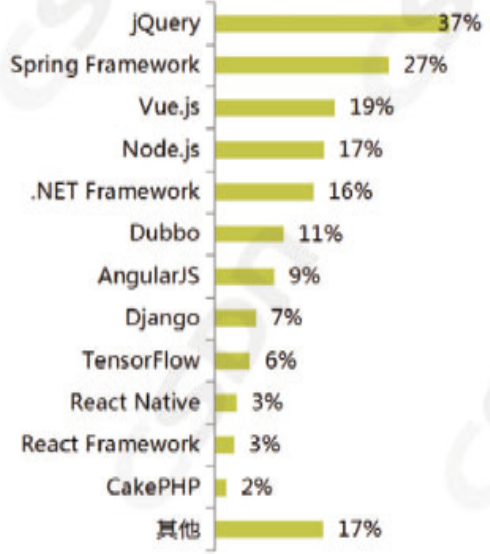 jQuery 37%
Spring Framework 27%
Vue.js 19%
Node.js 17%
.NET Framework 16%
Dubbo 11%
AngularJS 9%
Django 7%
TensorFlow 6%
React Native 3%
React Framework 3%
CakePHP 2%
其他 17%
CSDN